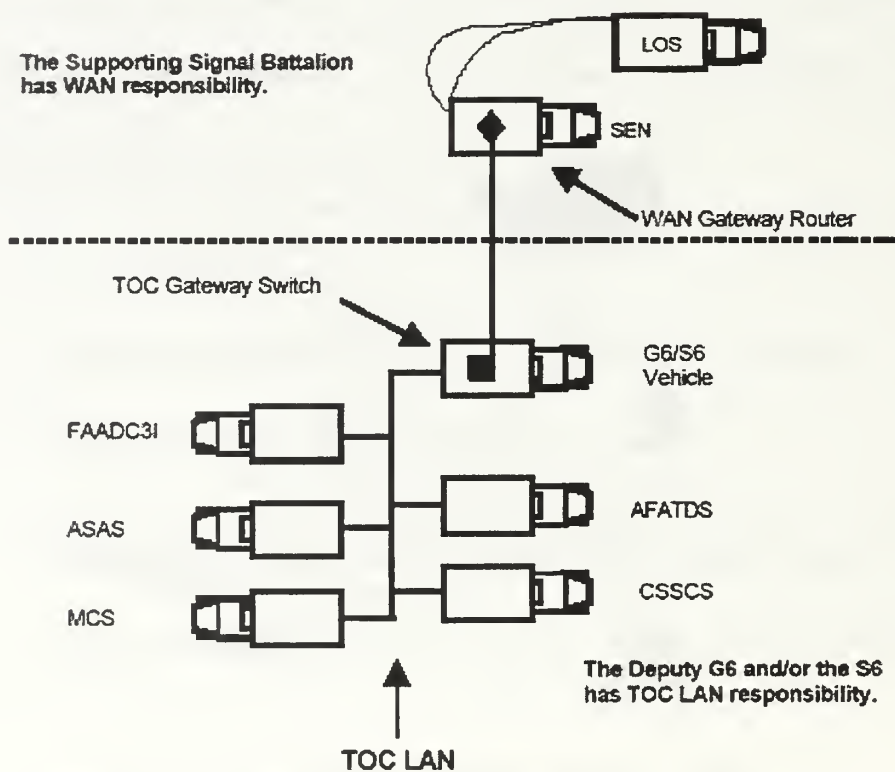 LOS
The Supporting Signal Battalion
has WAN responsibility.
SEN
WAN Gateway Router
TOC Gateway Switch
G6/S6
Vehicle
FAADC3I
ASAS
AFATDS
MCS
CSSCS
The Deputy G6 and/or the S6
has TOC LAN responsibility.
TOC LAN